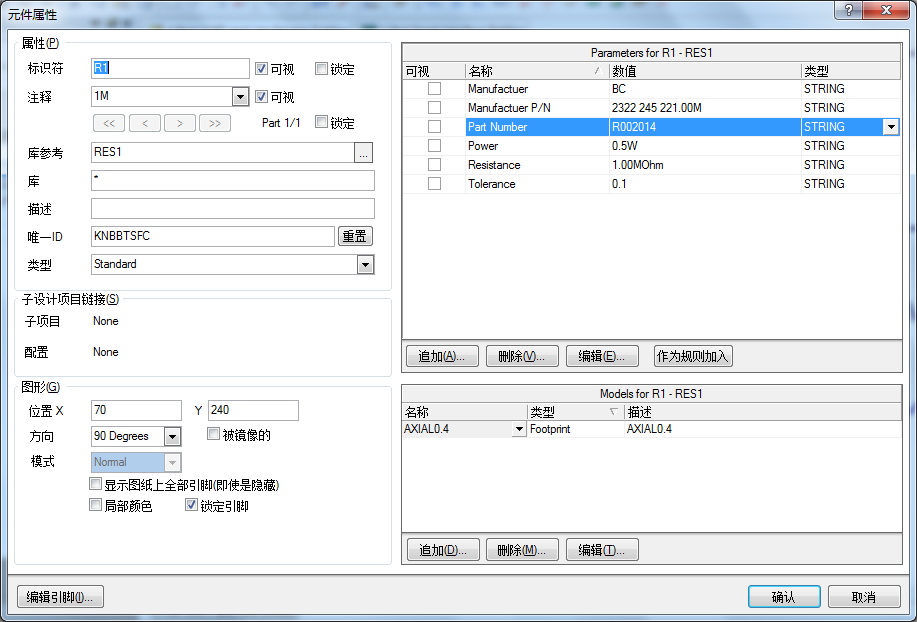 元件属性
?
属性(P)
标识符 R1 可视 锁定
注释 1M 可视
<< < > >> Part 1/1 锁定
库参考 RES1 ...
库 *
描述
唯一ID KNBBTSFC 重置
类型 Standard
子设计项目链接(S)
子项目 None
配置 None
图形(G)
位置 X 70 Y 240
方向 90 Degrees 被镜像的
模式 Normal
显示图纸上全部引脚(即使是隐藏)
局部颜色 锁定引脚
Parameters for R1 - RES1
可视 名称 / 数值 类型
Manufactuer BC STRING
Manufactuer P/N 2322 245 221.00M STRING
Part Number R002014 STRING
Power 0.5W STRING
Resistance 1.00MOhm STRING
Tolerance 0.1 STRING
追加(A)... 删除(V)... 编辑(E)... 作为规则加入
Models for R1 - RES1
名称 类型 描述
AXIAL0.4 Footprint AXIAL0.4
追加(D)... 删除(M)... 编辑(T)...
编辑引脚(I)... 确认 取消